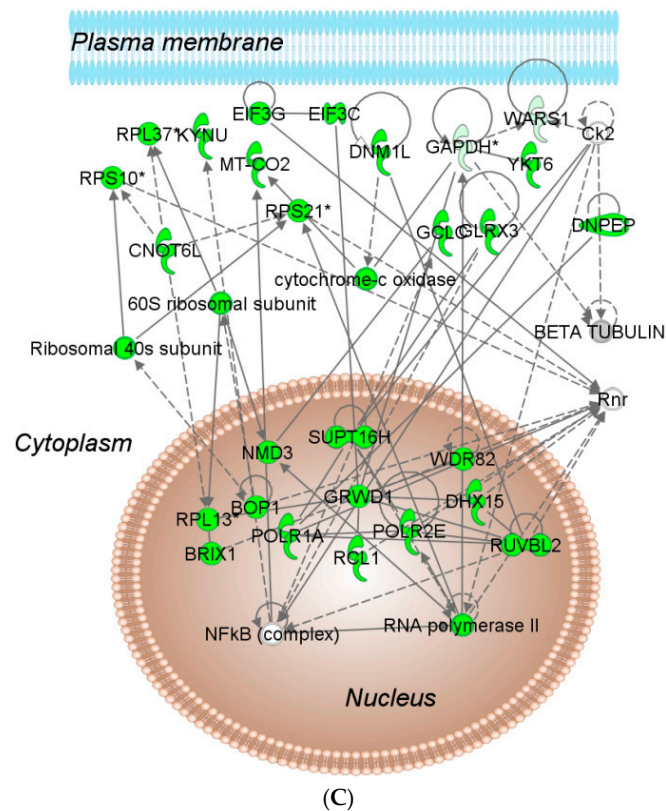 Plasma membrane
EIF3G
EIF3C
WARS1
RPL37*
KYNU
Ck2
DNM1L
GAPDH*
MT-CO2
YKT6
RPS10*
RPS21*
GCLC
GLRX3
DNPEP
CNOT6L
cytochrome-c oxidase
60S ribosomal subunit
BETA TUBULIN
Ribosomal 40s subunit
Rnr
Cytoplasm
SUPT16H
NMD3
WDR82
GRWD1
DHX15
RPL13*
BOP1
POLR1A
POLR2E
BRIX1
RCL1
RUVBL2
NFkB (complex)
RNA polymerase II
Nucleus
(C)